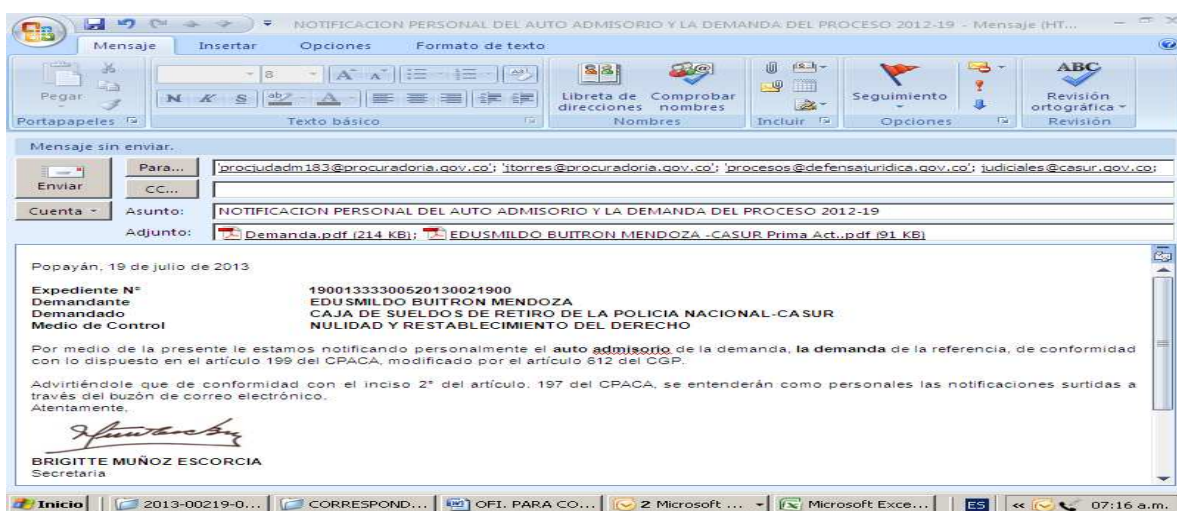 NOTIFICACION PERSONAL DEL AUTO ADMISORIO Y LA DEMANDA DEL PROCESO 2012-19 - Mensaje (HT...
Mensaje Insertar Opciones Formato de texto
Pegar
8
N K S
Libreta de direcciones
Comprobar nombres
Seguimiento
ABC
Revisión ortográfica
Portapapeles Texto básico Nombres Incluir Opciones Revisión
Mensaje sin enviar.
Enviar
Para... 'procjudadm183@procuradoria.gov.co'; 'jtorres@procuradoria.gov.co'; 'procesos@defensajuridica.gov.co'; judiciales@casur.gov.co;
CC...
Cuenta Asunto: NOTIFICACION PERSONAL DEL AUTO ADMISORIO Y LA DEMANDA DEL PROCESO 2012-19
Adjunto: Demanda.pdf (214 KB); EDUSMILDO BUITRON MENDOZA -CASUR Prima Act..pdf (91 KB)
Popayán, 19 de julio de 2013
Expediente N° 19001333300520130021900
Demandante EDUSMILDO BUITRON MENDOZA
Demandado CAJA DE SUELDOS DE RETIRO DE LA POLICIA NACIONAL-CASUR
Medio de Control NULIDAD Y RESTABLECIMIENTO DEL DERECHO
Por medio de la presente le estamos notificando personalmente el auto admisorio de la demanda, la demanda de la referencia, de conformidad
con lo dispuesto en el artículo 199 del CPACA, modificado por el artículo 612 del CGP.
Advirtiéndole que de conformidad con el inciso 2° del artículo. 197 del CPACA, se entenderán como personales las notificaciones surtidas a
través del buzón de correo electrónico.
Atentamente,
BRIGITTE MUÑOZ ESCORCIA
Secretaria
Inicio 2013-00219-0... CORRESPOND... OFI. PARA CO... 2 Microsoft ... Microsoft Exce... ES « 07:16 a.m.